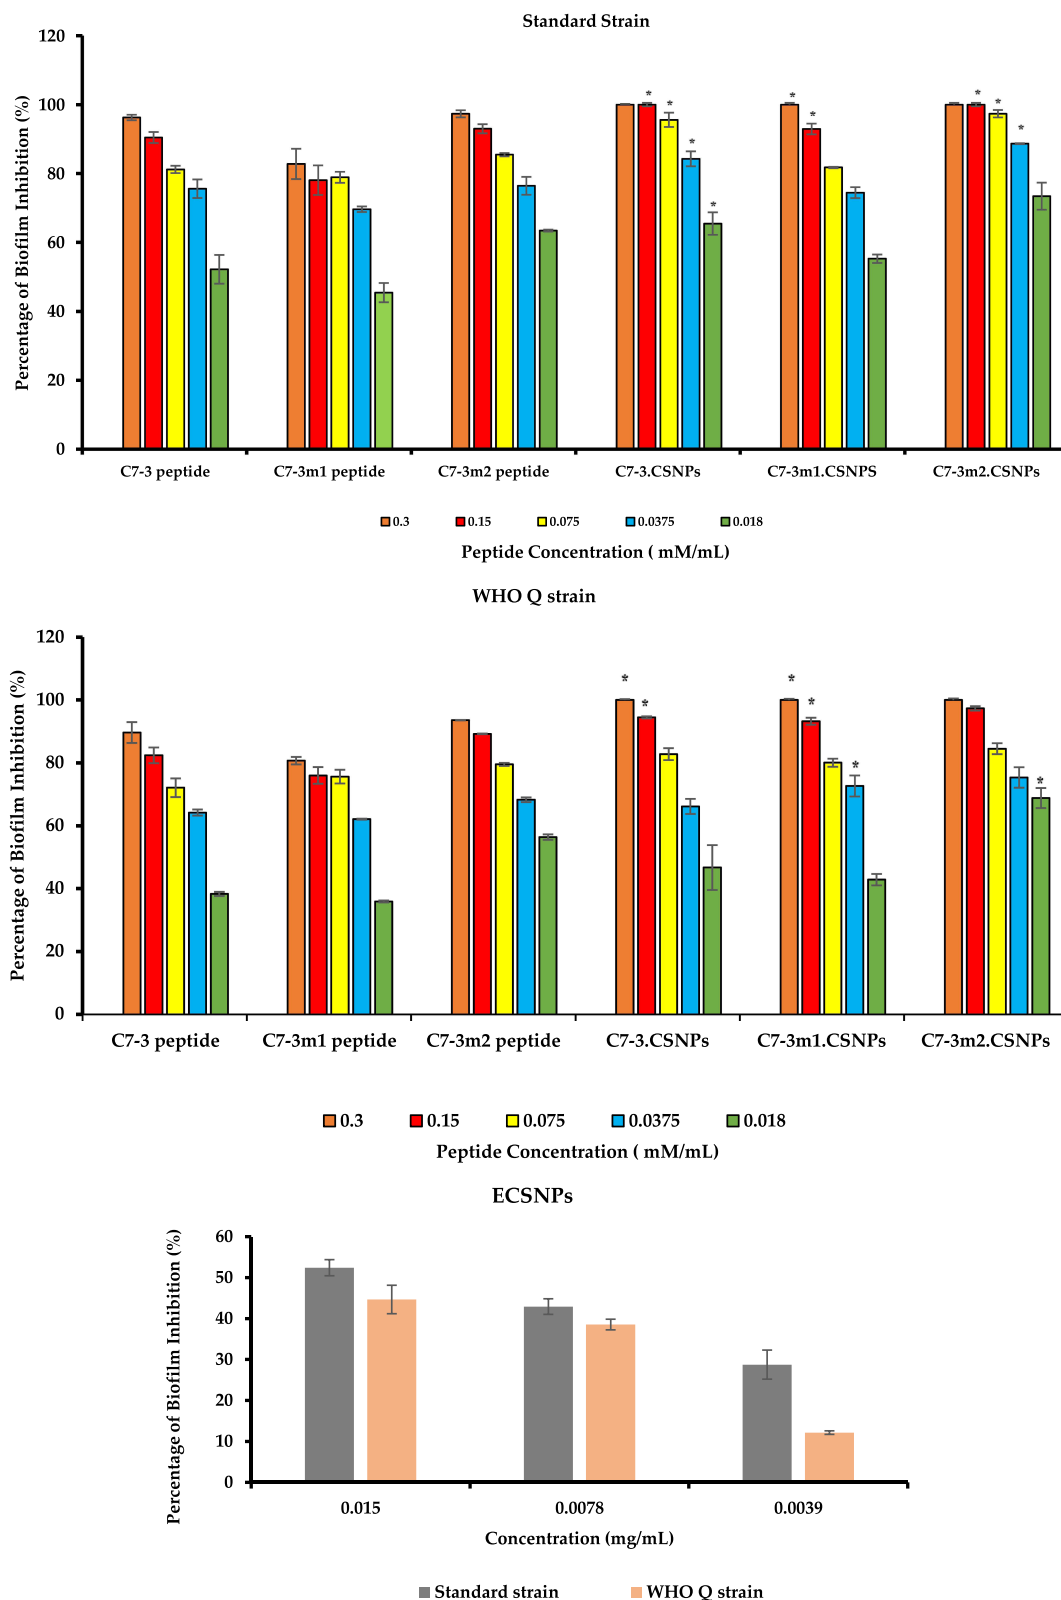 Standard Strain
120
100
80
60
40
20
0
Percentage of Biofilm Inhibition (%)
* * * * * * * * *
C7-3 peptide C7-3m1 peptide C7-3m2 peptide C7-3.CSNPs C7-3m1.CSNPS C7-3m2.CSNPs
0.3 0.15 0.075 0.0375 0.018
Peptide Concentration ( mM/mL)
WHO Q strain
120
100
80
60
40
20
0
Percentage of Biofilm Inhibition (%)
* * * * * *
C7-3 peptide C7-3m1 peptide C7-3m2 peptide C7-3.CSNPs C7-3m1.CSNPs C7-3m2.CSNPs
0.3 0.15 0.075 0.0375 0.018
Peptide Concentration ( mM/mL)
ECSNPs
60
50
40
30
20
10
0
Percentage of Biofilm Inhibition (%)
0.015 0.0078 0.0039
Concentration (mg/mL)
Standard strain WHO Q strain